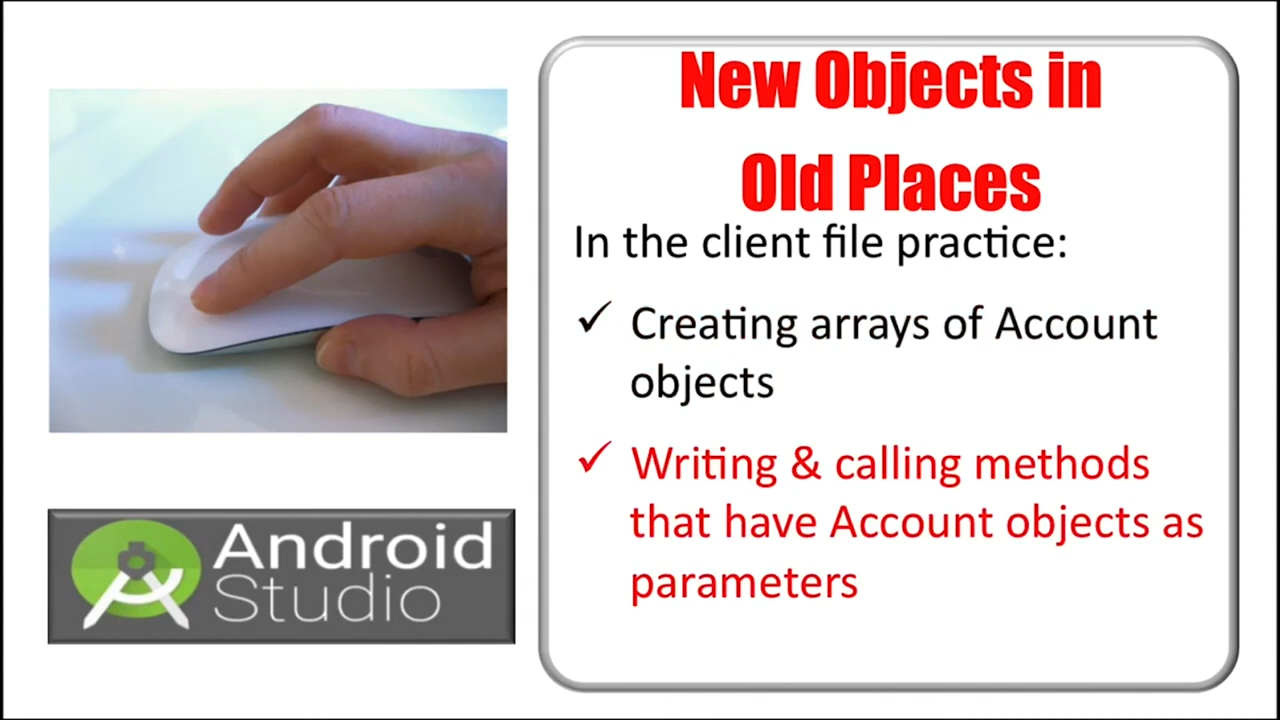 New Objects in
Old Places
In the client file practice:
✓ Creating arrays of Account
objects
✓ Writing & calling methods
that have Account objects as
parameters
Android
Studio